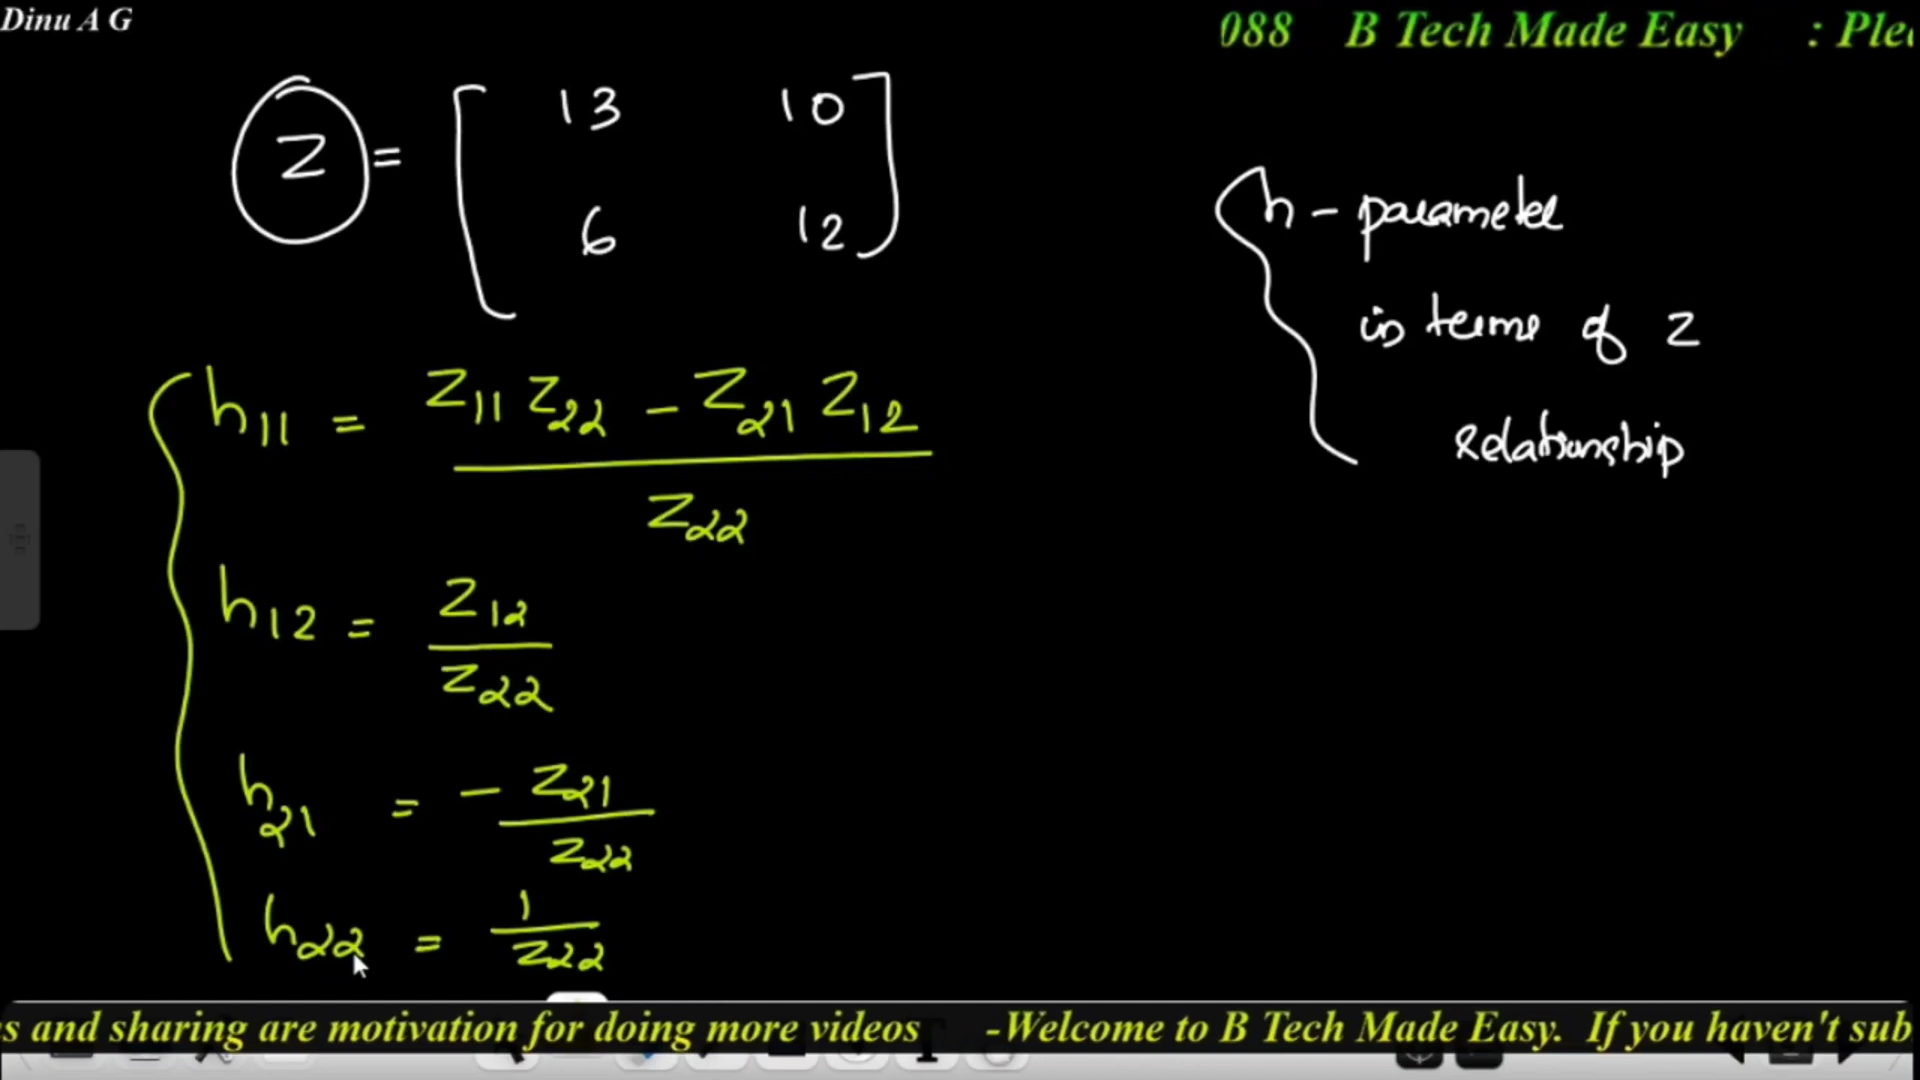 Dinu A G
088 B Tech Made Easy : Plea
Z = [ 13 10
6 12 ]
h - parameter
in terms of Z
relationship
h11 = Z11 Z22 - Z21 Z12 / Z22
h12 = Z12 / Z22
h21 = - Z21 / Z22
h22 = 1 / Z22
s and sharing are motivation for doing more videos -Welcome to B Tech Made Easy. If you haven't sub